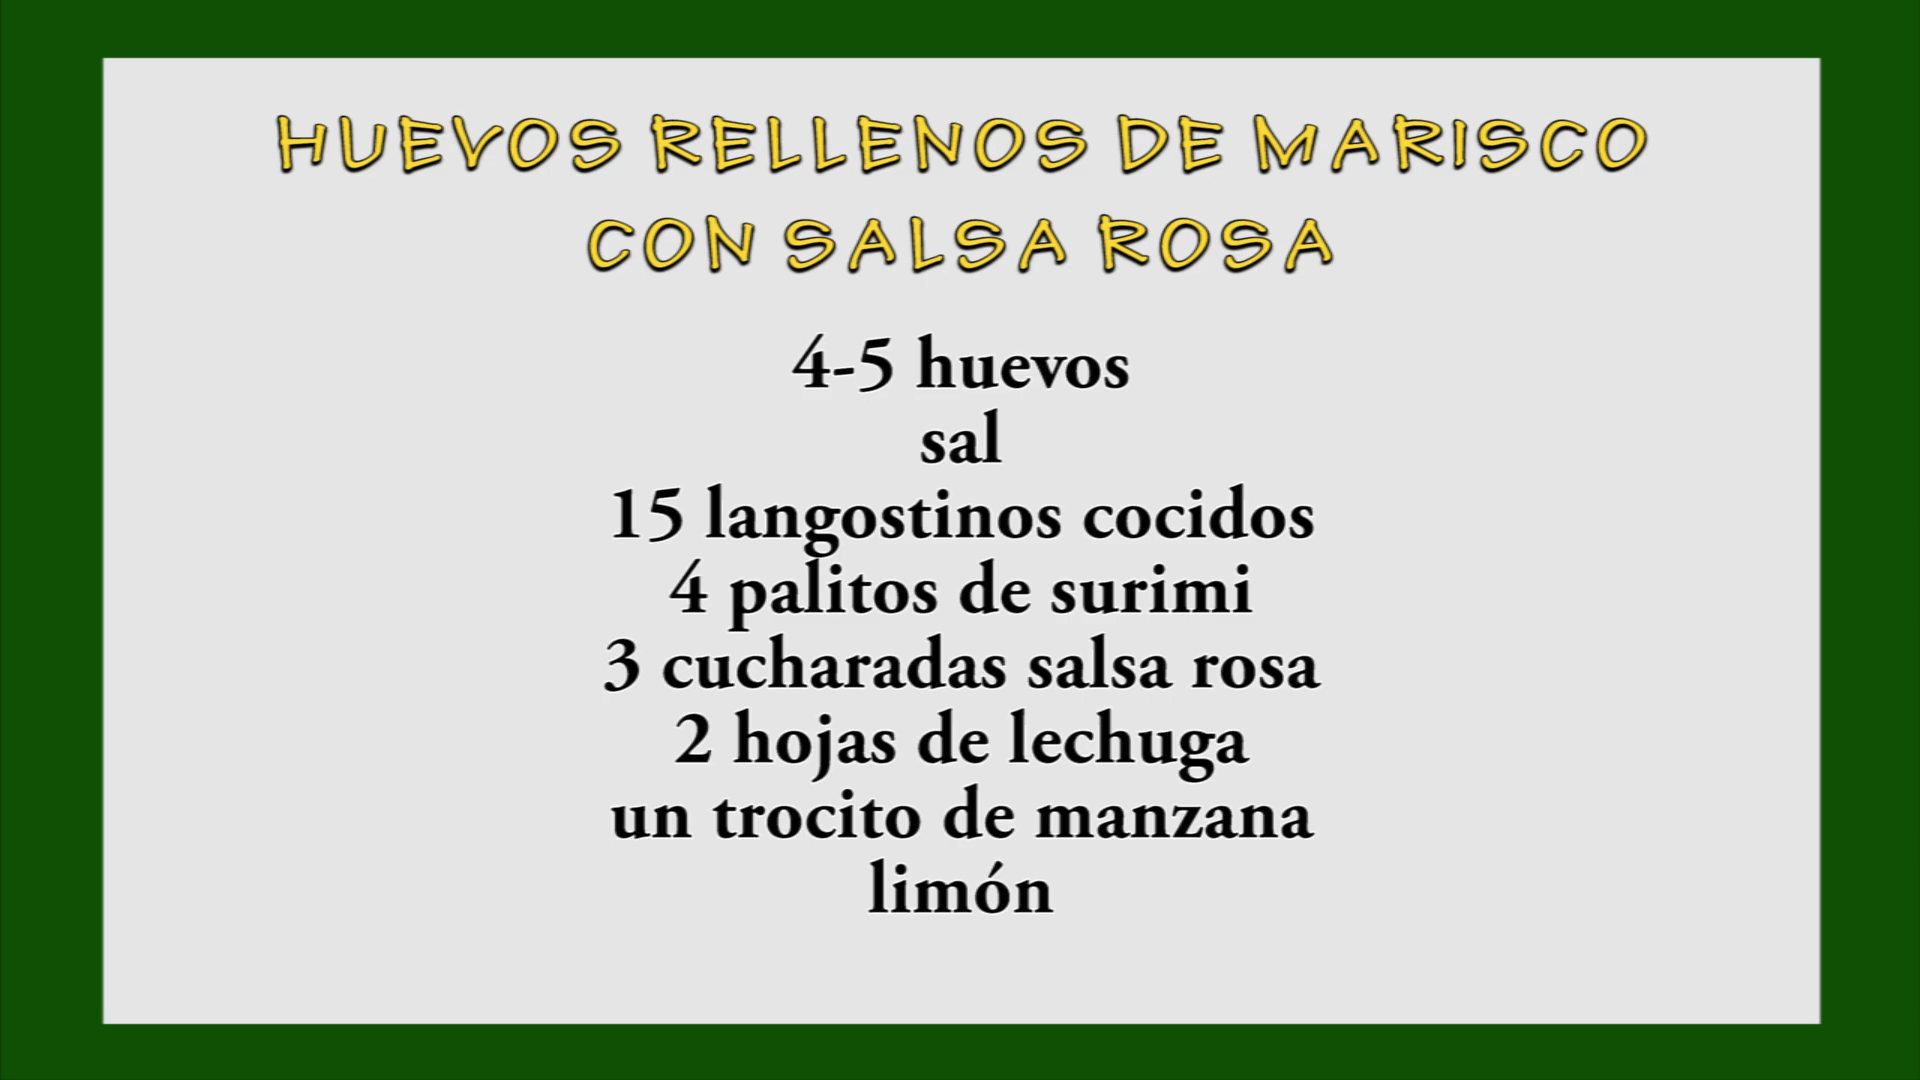 HUEVOS RELLENOS DE MARISCO
CON SALSA ROSA
4-5 huevos
sal
15 langostinos cocidos
4 palitos de surimi
3 cucharadas salsa rosa
2 hojas de lechuga
un trocito de manzana
limón